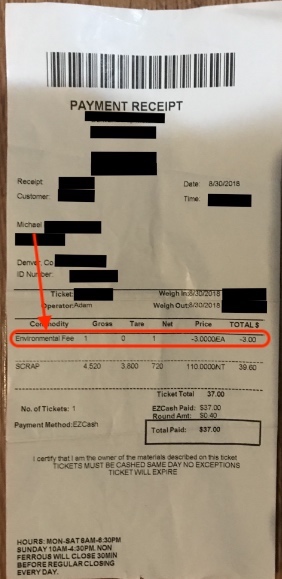 PAYMENT RECEIPT
Receipt:
Customer:
Date: 8/30/2018
Time:
Michael
Denver, Co
ID Number:
Ticket:
Weigh In:8/30/2018
Operator:Adam
Weigh Out:8/30/2018
Commodity Gross Tare Net Price TOTAL $
Environmental Fee 1 0 1 -3.0000EA -3.00
SCRAP 4,520 3,800 720 110.0000NT 39.60
Ticket Total 37.00
No. of Tickets: 1
EZCash Paid: $37.00
Round Amt: $0.40
Payment Method:EZCash
Total Paid: $37.00
I certify that I am the owner of the materials described on this ticket
TICKETS MUST BE CASHED SAME DAY NO EXCEPTIONS
TICKET WILL EXPIRE
HOURS: MON-SAT 8AM-6:30PM
SUNDAY 10AM-4:30PM. NON
FERROUS WILL CLOSE 30MIN
BEFORE REGULAR CLOSING
EVERY DAY.